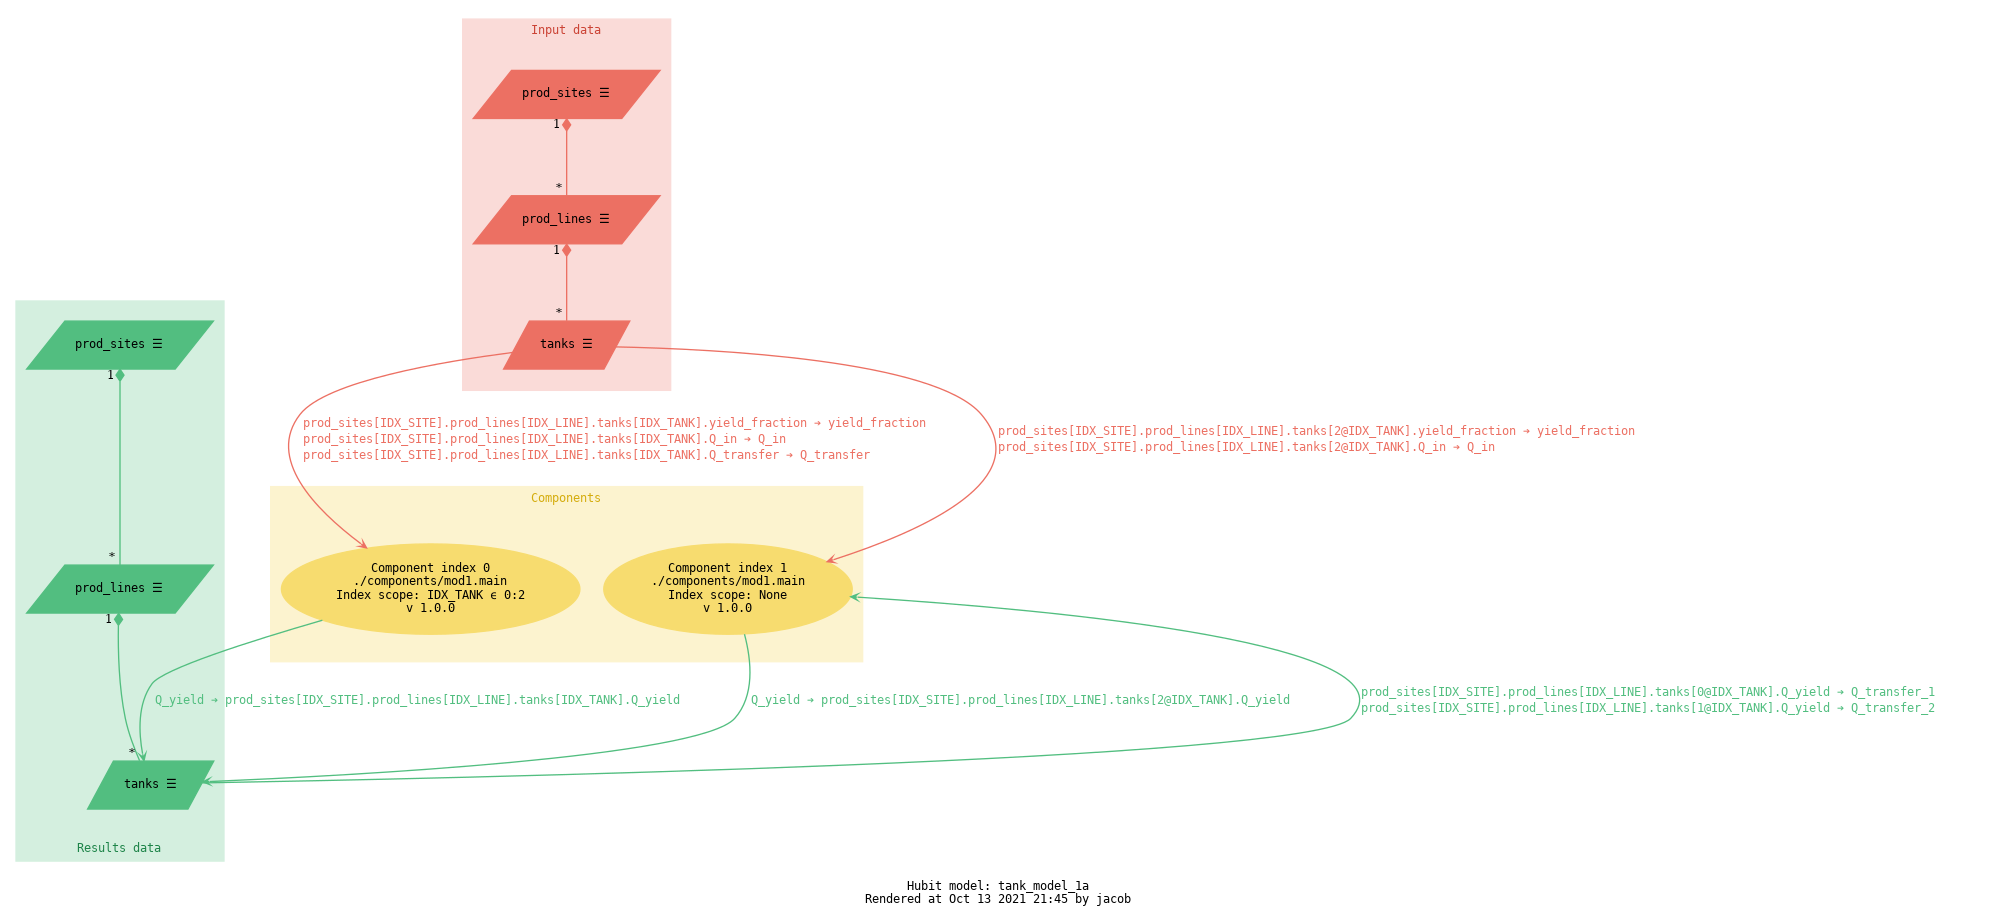 Input data
prod_sites ☰
1
*
prod_lines ☰
1
*
tanks ☰
prod_sites ☰
1
*
prod_lines ☰
1
*
tanks ☰
Results data
prod_sites[IDX_SITE].prod_lines[IDX_LINE].tanks[IDX_TANK].yield_fraction ➔ yield_fraction
prod_sites[IDX_SITE].prod_lines[IDX_LINE].tanks[IDX_TANK].Q_in ➔ Q_in
prod_sites[IDX_SITE].prod_lines[IDX_LINE].tanks[IDX_TANK].Q_transfer ➔ Q_transfer
prod_sites[IDX_SITE].prod_lines[IDX_LINE].tanks[2@IDX_TANK].yield_fraction ➔ yield_fraction
prod_sites[IDX_SITE].prod_lines[IDX_LINE].tanks[2@IDX_TANK].Q_in ➔ Q_in
Components
Component index 0
./components/mod1.main
Index scope: IDX_TANK ϵ 0:2
v 1.0.0
Component index 1
./components/mod1.main
Index scope: None
v 1.0.0
Q_yield ➔ prod_sites[IDX_SITE].prod_lines[IDX_LINE].tanks[IDX_TANK].Q_yield
Q_yield ➔ prod_sites[IDX_SITE].prod_lines[IDX_LINE].tanks[2@IDX_TANK].Q_yield
prod_sites[IDX_SITE].prod_lines[IDX_LINE].tanks[0@IDX_TANK].Q_yield ➔ Q_transfer_1
prod_sites[IDX_SITE].prod_lines[IDX_LINE].tanks[1@IDX_TANK].Q_yield ➔ Q_transfer_2
Hubit model: tank_model_1a
Rendered at Oct 13 2021 21:45 by jacob